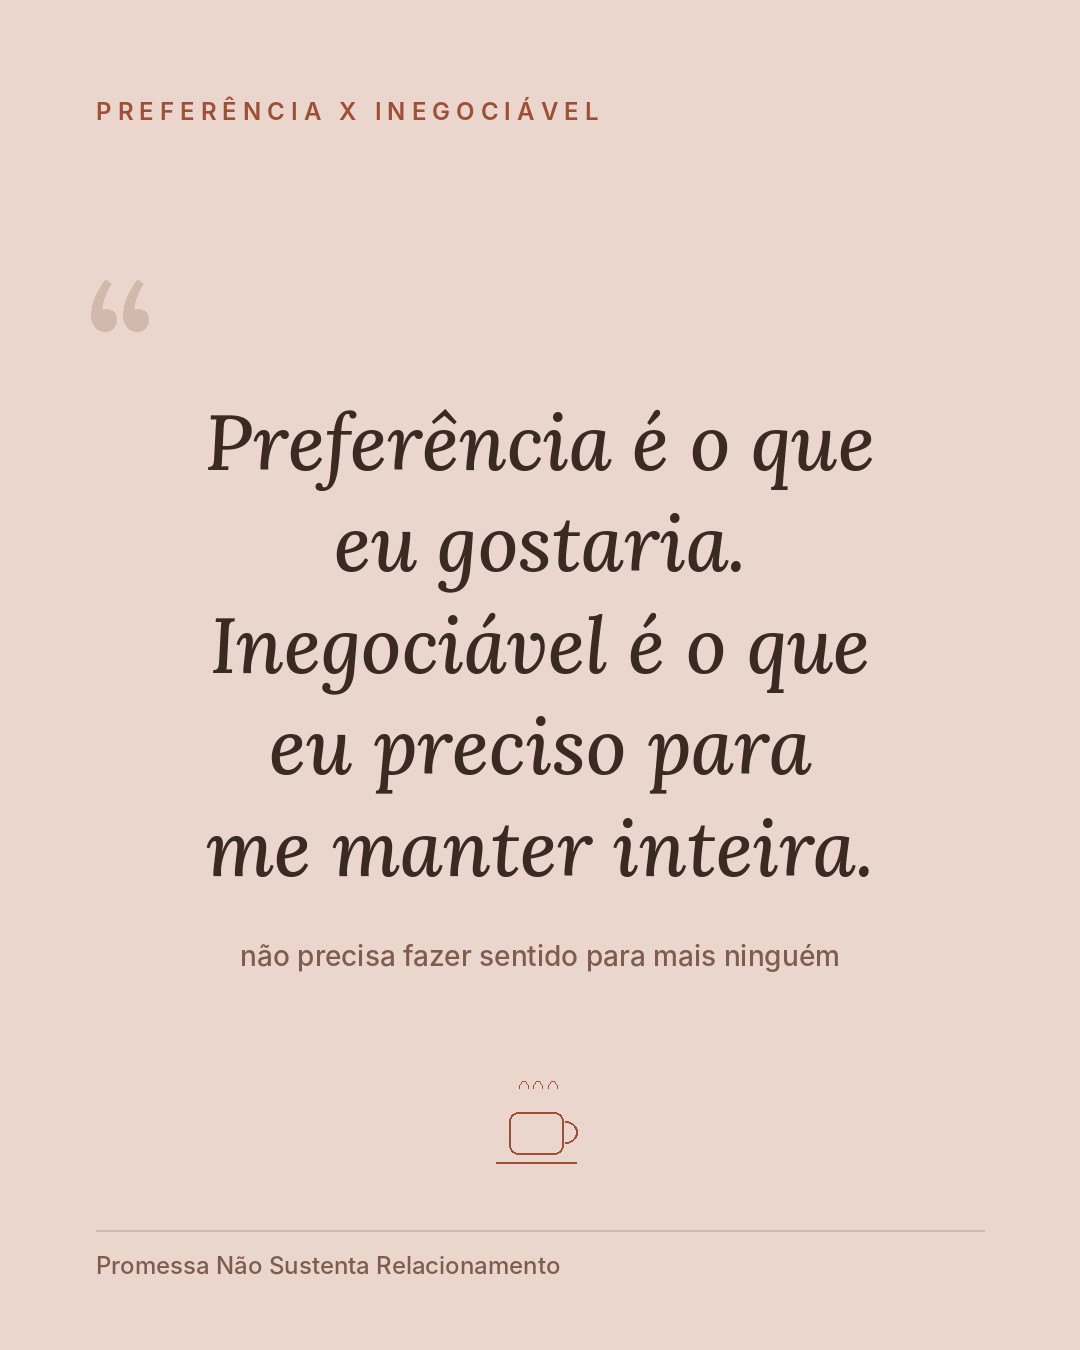 PREFERÊNCIA X INEGOCIÁVEL
“
Preferência é o que
eu gostaria.
Inegociável é o que
eu preciso para
me manter inteira.
não precisa fazer sentido para mais ninguém
Promessa Não Sustenta Relacionamento